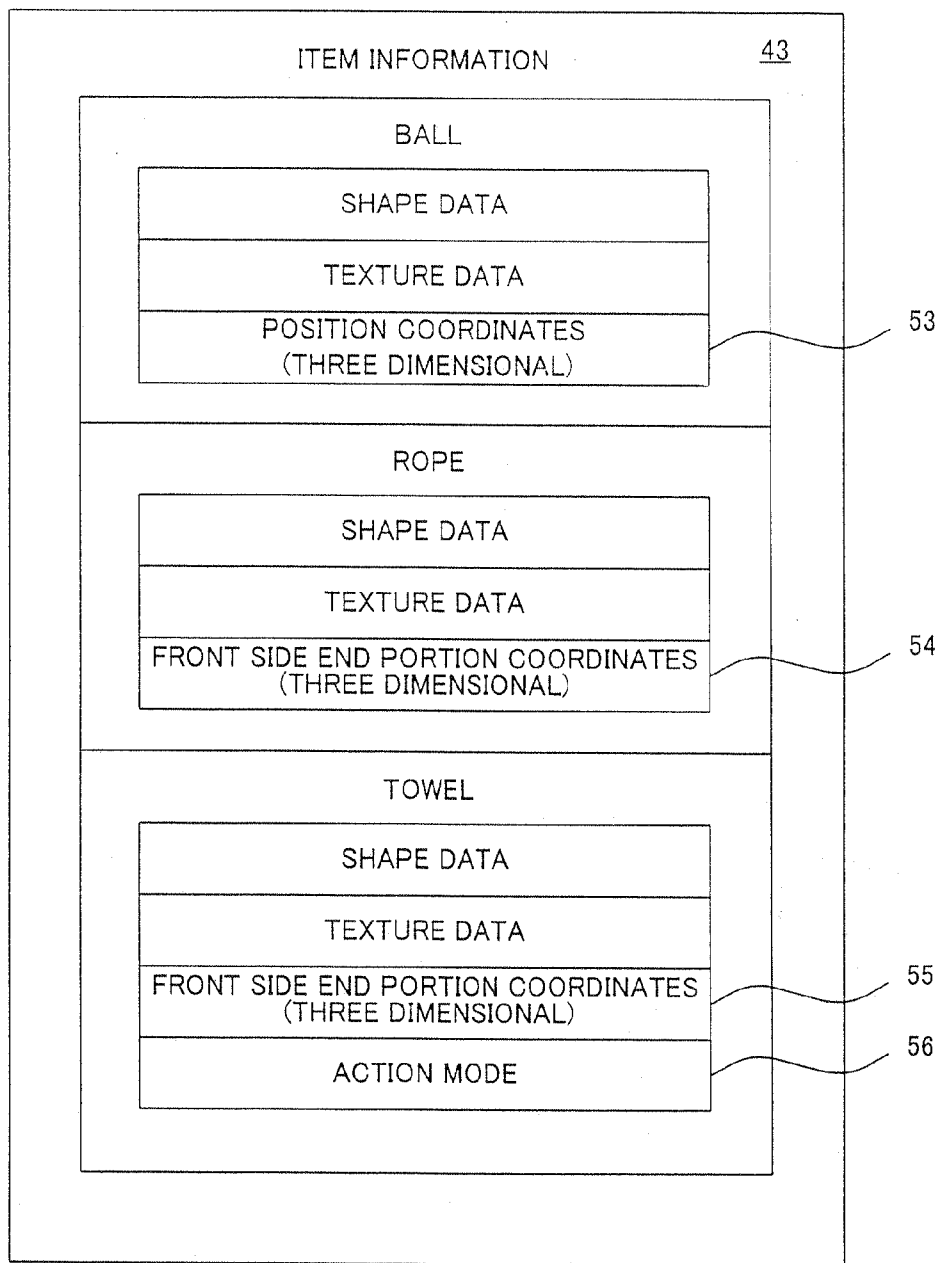 ITEM INFORMATION
43
BALL
SHAPE DATA
TEXTURE DATA
POSITION COORDINATES
(THREE DIMENSIONAL)
53
ROPE
SHAPE DATA
TEXTURE DATA
FRONT SIDE END PORTION COORDINATES
(THREE DIMENSIONAL)
54
TOWEL
SHAPE DATA
TEXTURE DATA
FRONT SIDE END PORTION COORDINATES
(THREE DIMENSIONAL)
55
ACTION MODE
56